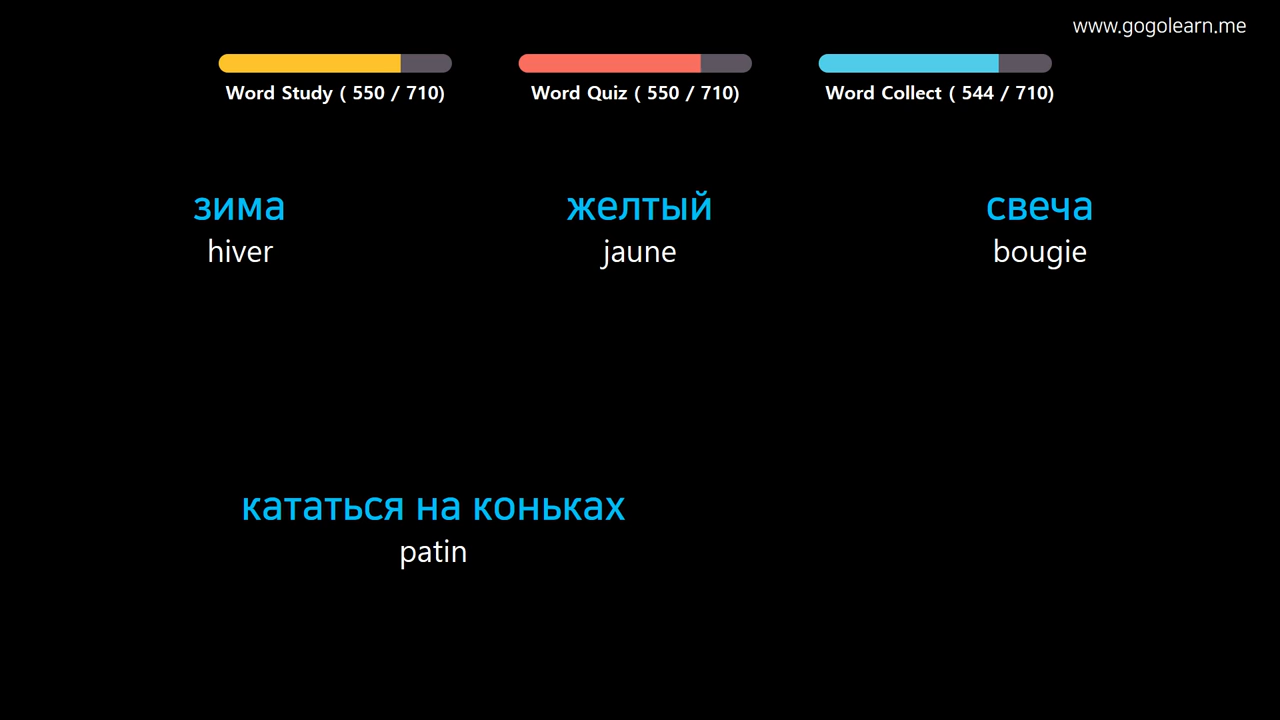 www.gogolearn.me
Word Study ( 550 / 710)
Word Quiz ( 550 / 710)
Word Collect ( 544 / 710)
зима
hiver
желтый
jaune
свеча
bougie
кататься на коньках
patin